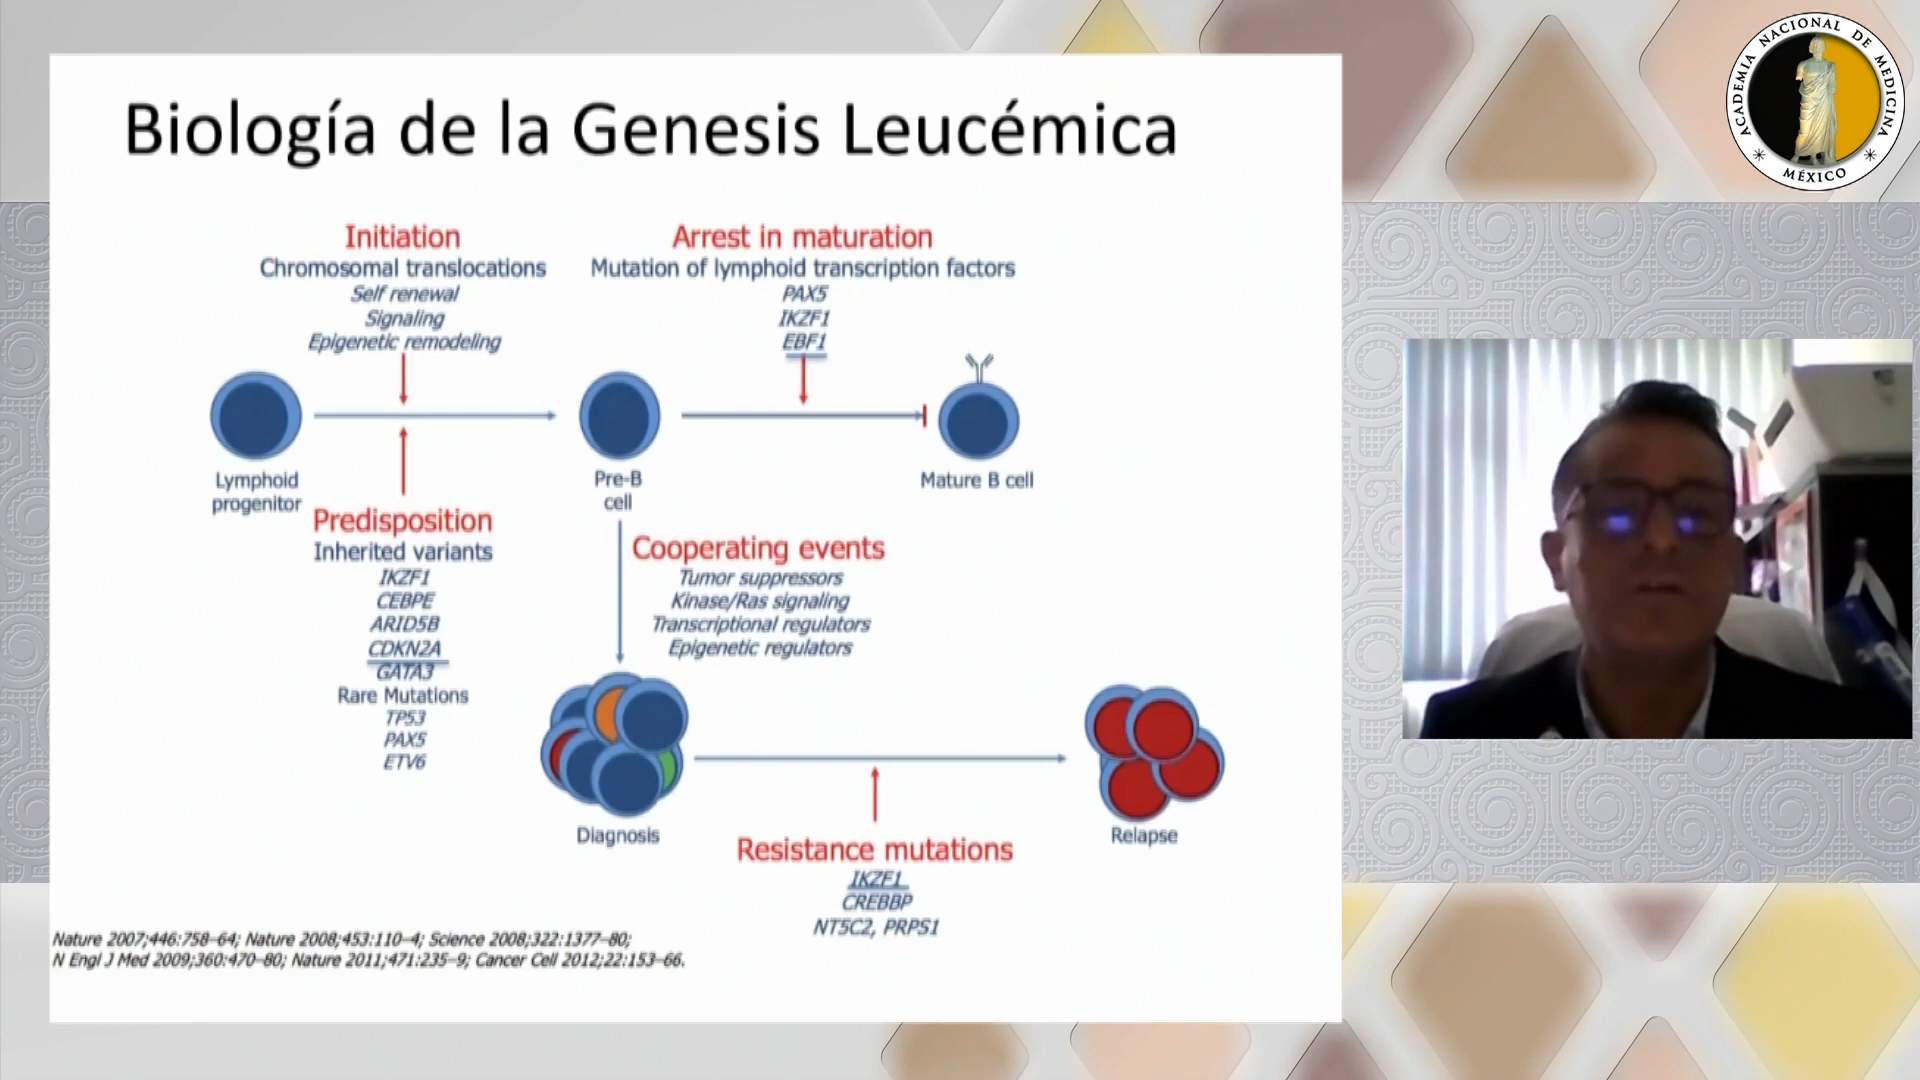 Biología de la Genesis Leucémica
Initiation
Chromosomal translocations
Self renewal
Signaling
Epigenetic remodeling
Arrest in maturation
Mutation of lymphoid transcription factors
PAX5
IKZF1
EBF1
Lymphoid
progenitor
Pre-B
cell
Mature B cell
Predisposition
Inherited variants
IKZF1
CEBPE
ARID5B
CDKN2A
GATA3
Rare Mutations
TP53
PAX5
ETV6
Cooperating events
Tumor suppressors
Kinase/Ras signaling
Transcriptional regulators
Epigenetic regulators
Diagnosis
Relapse
Resistance mutations
IKZF1
CREBBP
NT5C2, PRPS1
Nature 2007;446:758–64; Nature 2008;453:110–4; Science 2008;322:1377–80;
N Engl J Med 2009;360:470–80; Nature 2011;471:235–9; Cancer Cell 2012;22:153–66.
ACADEMIA NACIONAL DE MEDICINA
MÉXICO